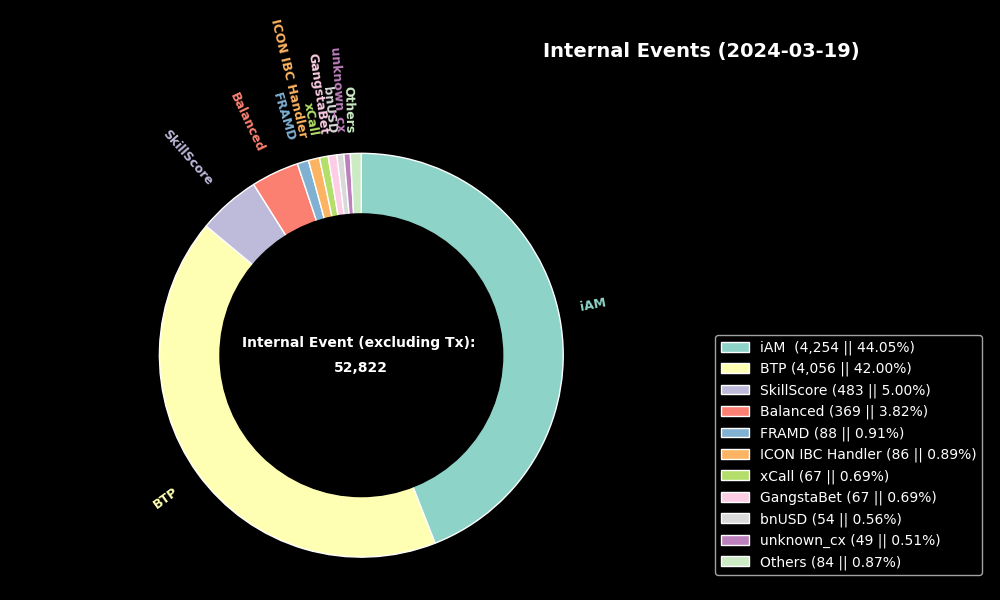 Internal Events (2024-03-19)
ICON IBC Handler
unknown_cx
GangstaBet
bnUSD
Others
Balanced
FRAMD
xCall
SkillScore
iAM
Internal Event (excluding Tx):
52,822
BTP
iAM  (4,254 || 44.05%)
BTP (4,056 || 42.00%)
SkillScore (483 || 5.00%)
Balanced (369 || 3.82%)
FRAMD (88 || 0.91%)
ICON IBC Handler (86 || 0.89%)
xCall (67 || 0.69%)
GangstaBet (67 || 0.69%)
bnUSD (54 || 0.56%)
unknown_cx (49 || 0.51%)
Others (84 || 0.87%)